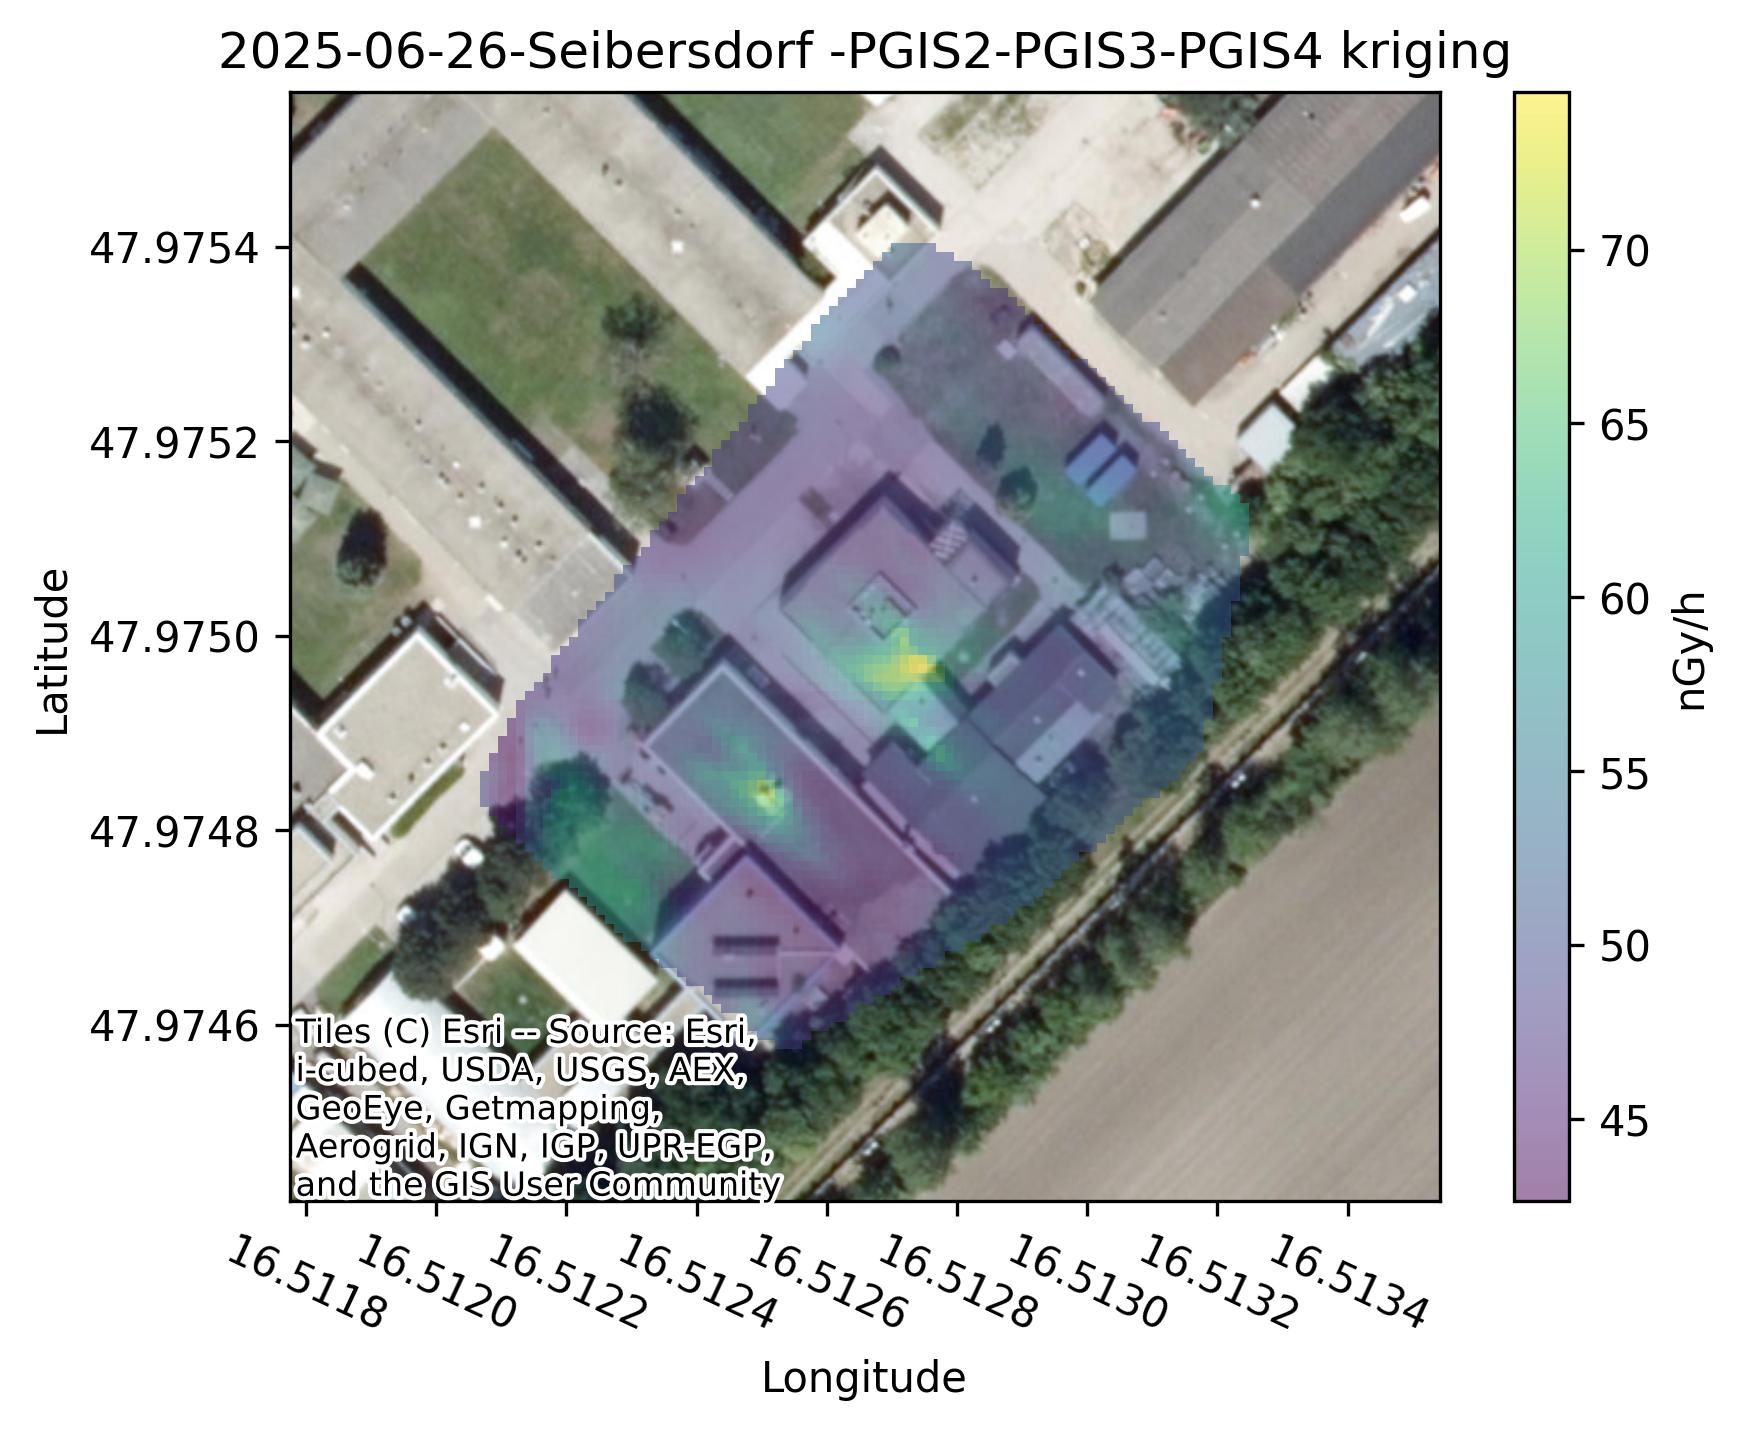 2025-06-26-Seibersdorf -PGIS2-PGIS3-PGIS4 kriging
47.9754
47.9752
47.9750
47.9748
47.9746
Latitude
Tiles (C) Esri -- Source: Esri,
i-cubed, USDA, USGS, AEX,
GeoEye, Getmapping,
Aerogrid, IGN, IGP, UPR-EGP,
and the GIS User Community
16.5118
16.5120
16.5122
16.5124
16.5126
16.5128
16.5130
16.5132
16.5134
Longitude
70
65
60
55
50
45
nGy/h